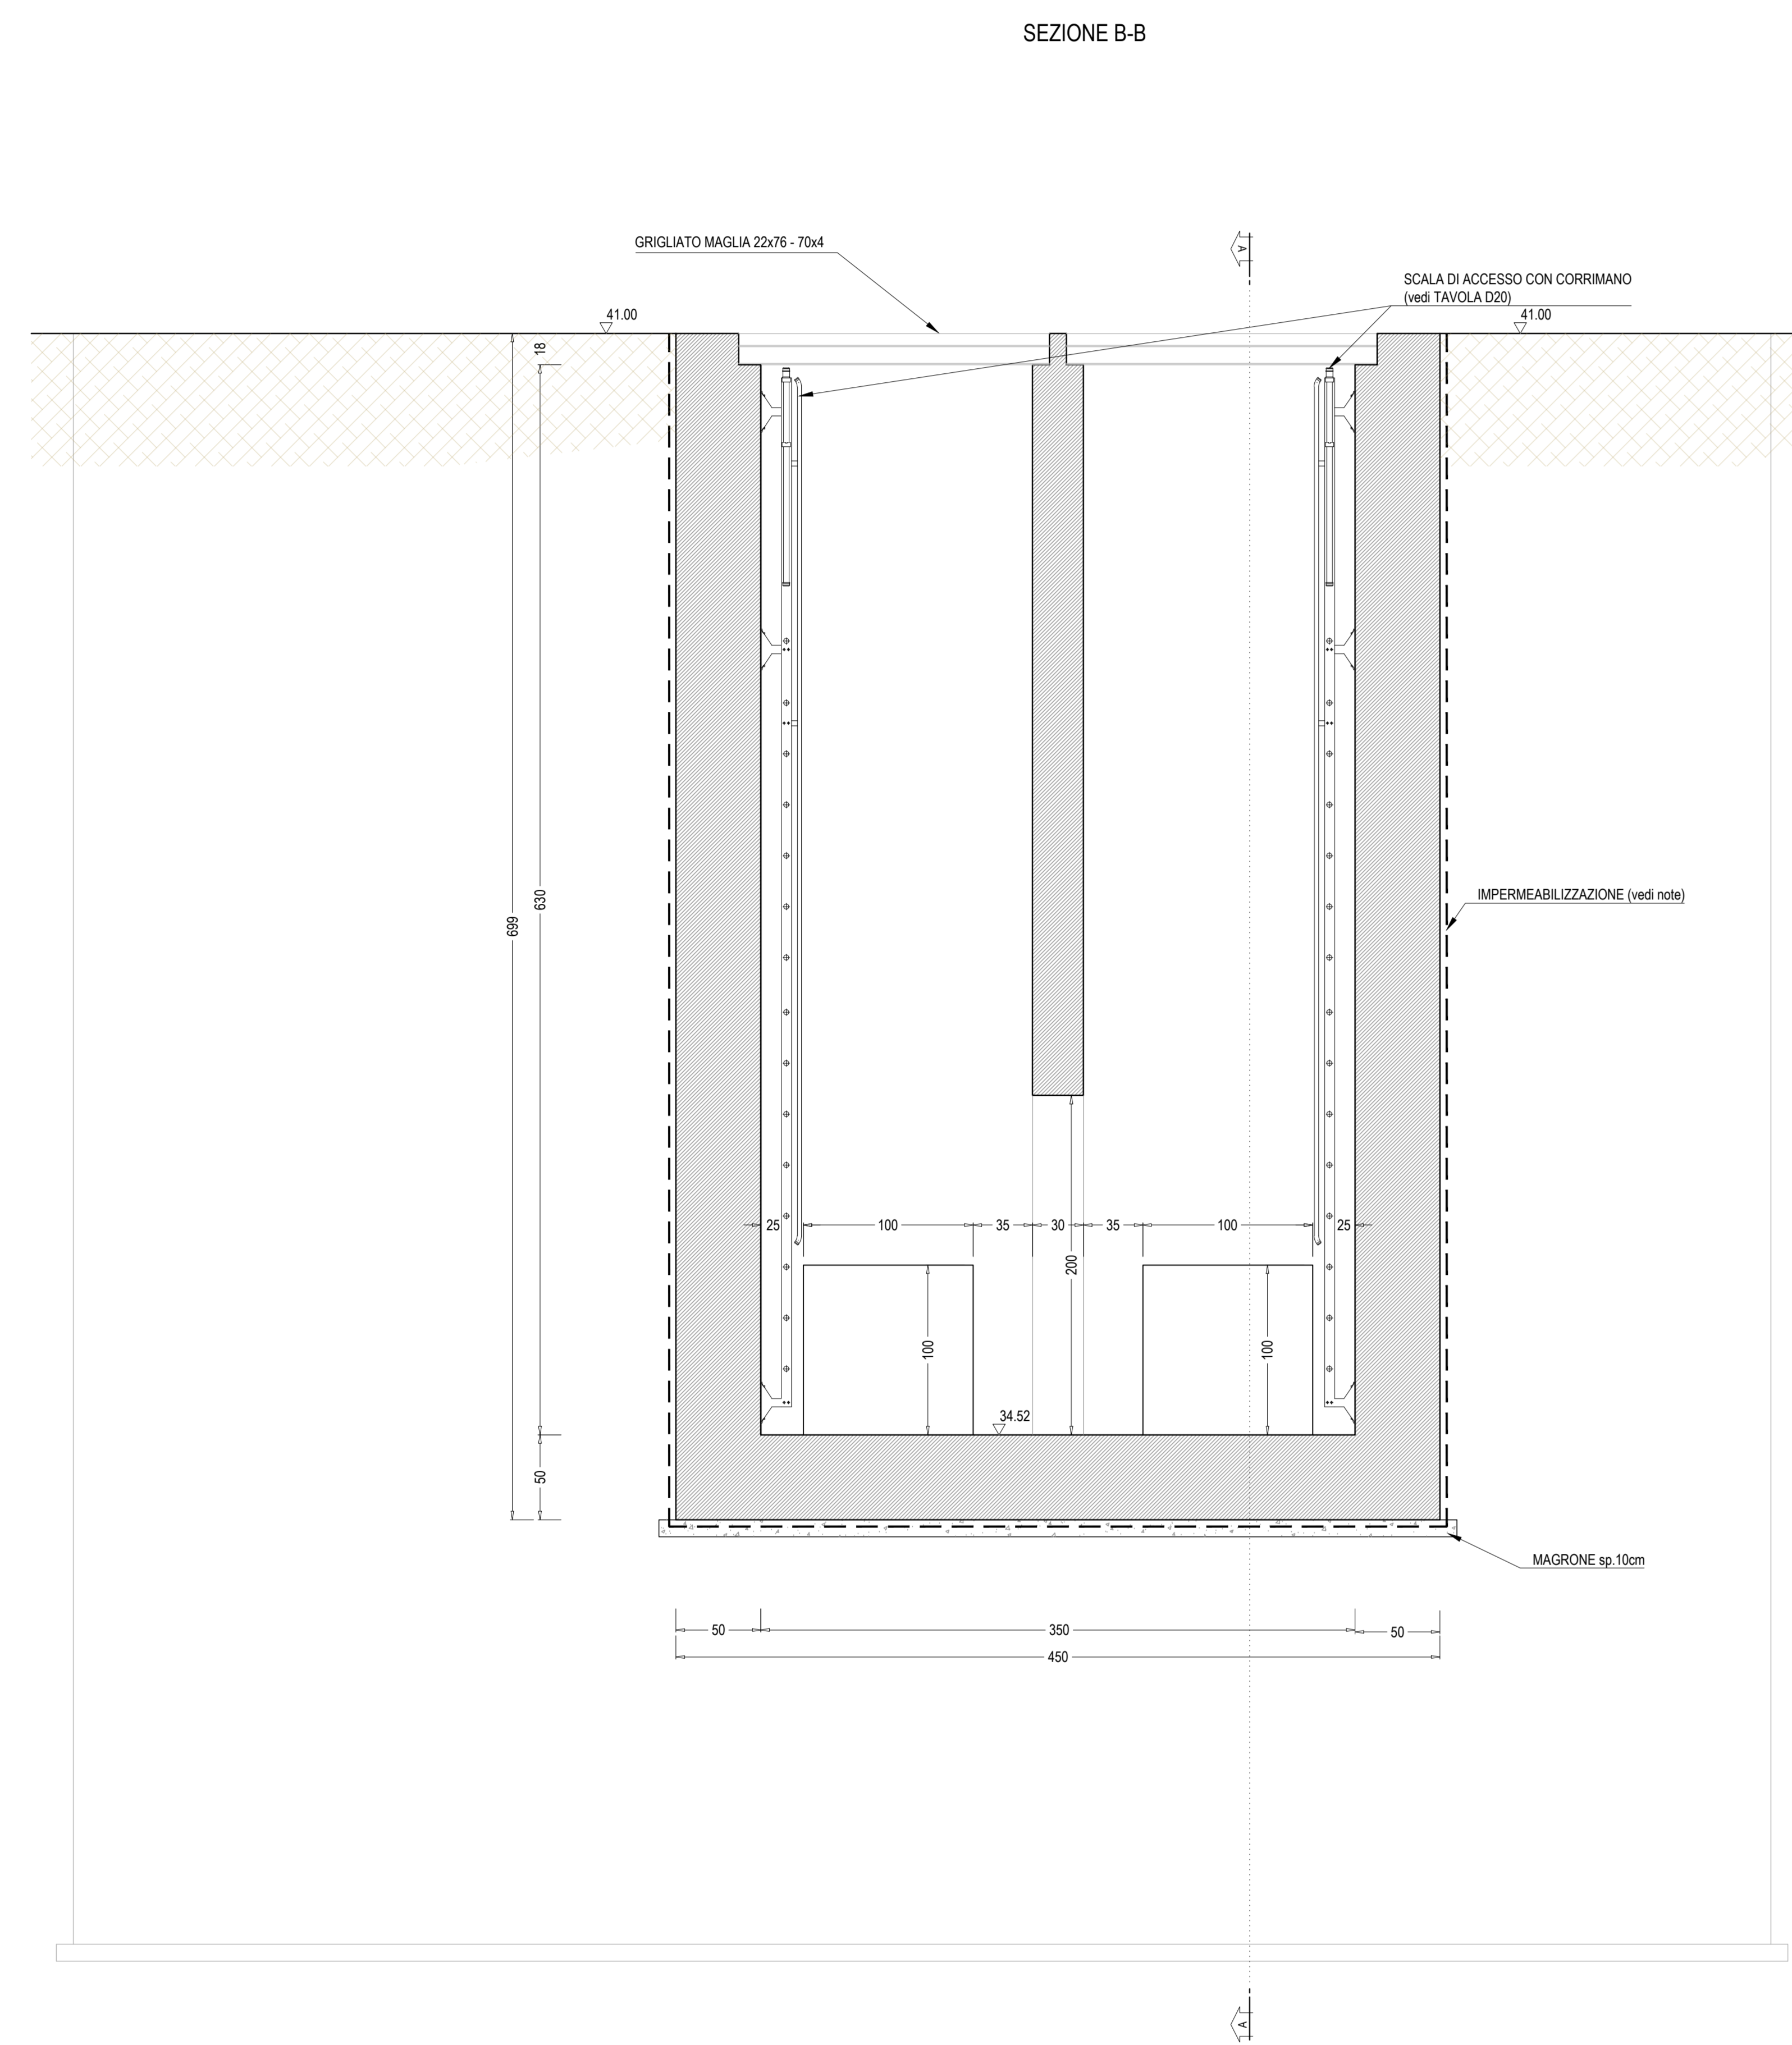 SEZIONE B-B
A
GRIGLIATO MAGLIA 22x76 - 70x4
SCALA DI ACCESSO CON CORRIMANO
(vedi TAVOLA D20)
41.00
41.00
18
630
699
IMPERMEABILIZZAZIONE (vedi note)
25
100
35
30
35
100
25
200
100
100
34.52
50
MAGRONE sp.10cm
50
350
50
450
A